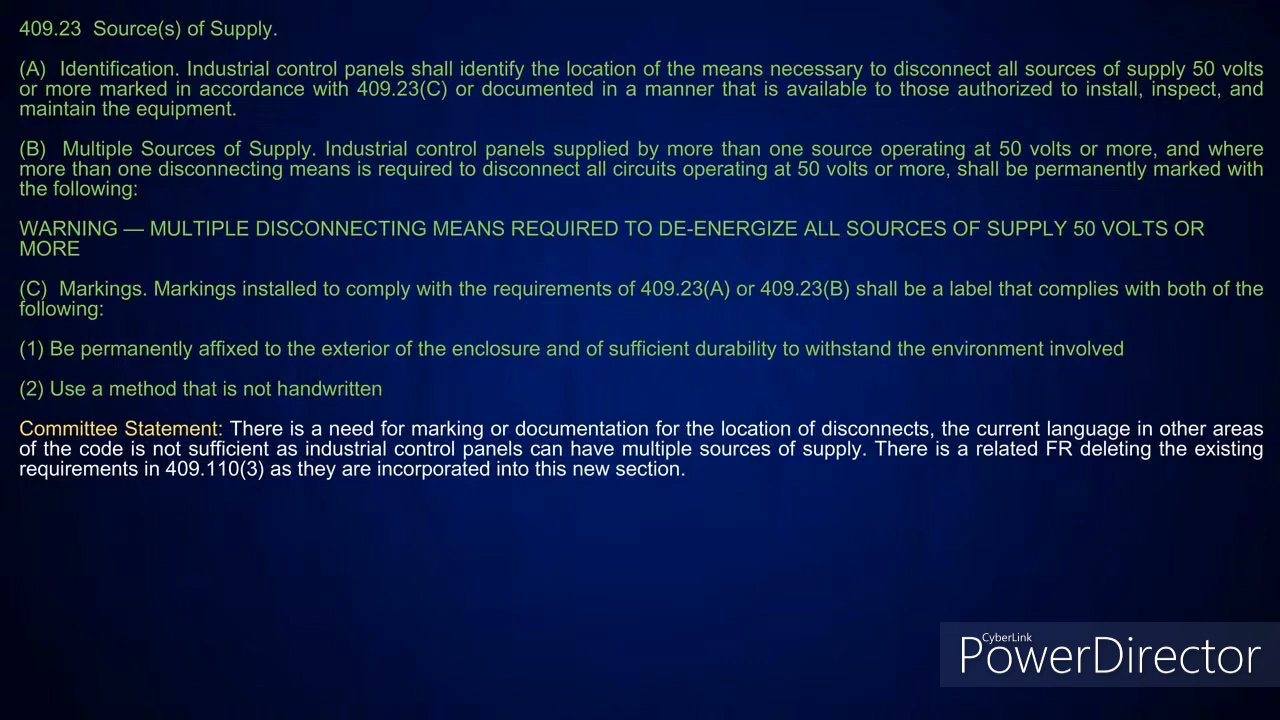 409.23 Source(s) of Supply.
(A) Identification. Industrial control panels shall identify the location of the means necessary to disconnect all sources of supply 50 volts
or more marked in accordance with 409.23(C) or documented in a manner that is available to those authorized to install, inspect, and
maintain the equipment.
(B) Multiple Sources of Supply. Industrial control panels supplied by more than one source operating at 50 volts or more, and where
more than one disconnecting means is required to disconnect all circuits operating at 50 volts or more, shall be permanently marked with
the following:
WARNING — MULTIPLE DISCONNECTING MEANS REQUIRED TO DE-ENERGIZE ALL SOURCES OF SUPPLY 50 VOLTS OR
MORE
(C) Markings. Markings installed to comply with the requirements of 409.23(A) or 409.23(B) shall be a label that complies with both of the
following:
(1) Be permanently affixed to the exterior of the enclosure and of sufficient durability to withstand the environment involved
(2) Use a method that is not handwritten
Committee Statement: There is a need for marking or documentation for the location of disconnects, the current language in other areas
of the code is not sufficient as industrial control panels can have multiple sources of supply. There is a related FR deleting the existing
requirements in 409.110(3) as they are incorporated into this new section.
CyberLink
PowerDirector